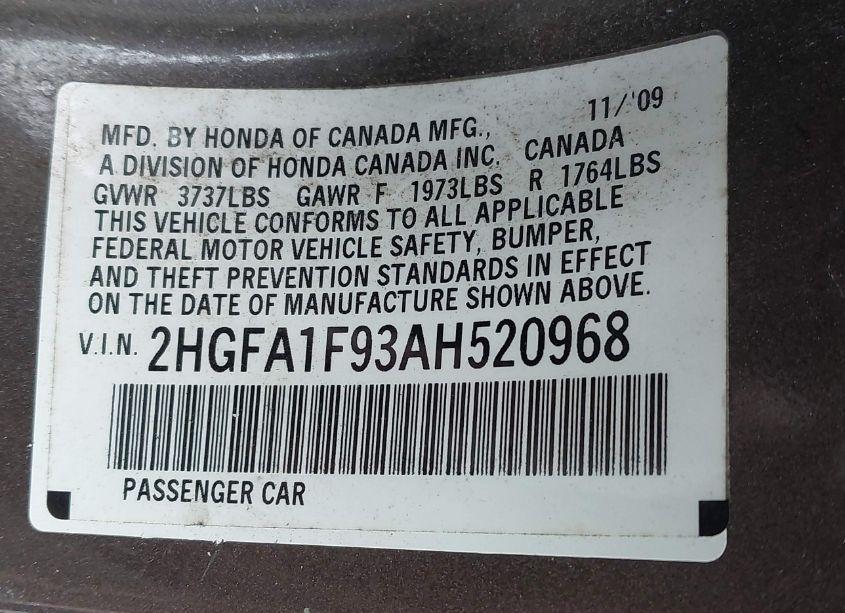 11/'09
MFD. BY HONDA OF CANADA MFG.,
A DIVISION OF HONDA CANADA INC. CANADA
GVWR 3737LBS GAWR F 1973LBS R 1764LBS
THIS VEHICLE CONFORMS TO ALL APPLICABLE
FEDERAL MOTOR VEHICLE SAFETY, BUMPER,
AND THEFT PREVENTION STANDARDS IN EFFECT
ON THE DATE OF MANUFACTURE SHOWN ABOVE.
V.I.N. 2HGFA1F93AH520968
PASSENGER CAR